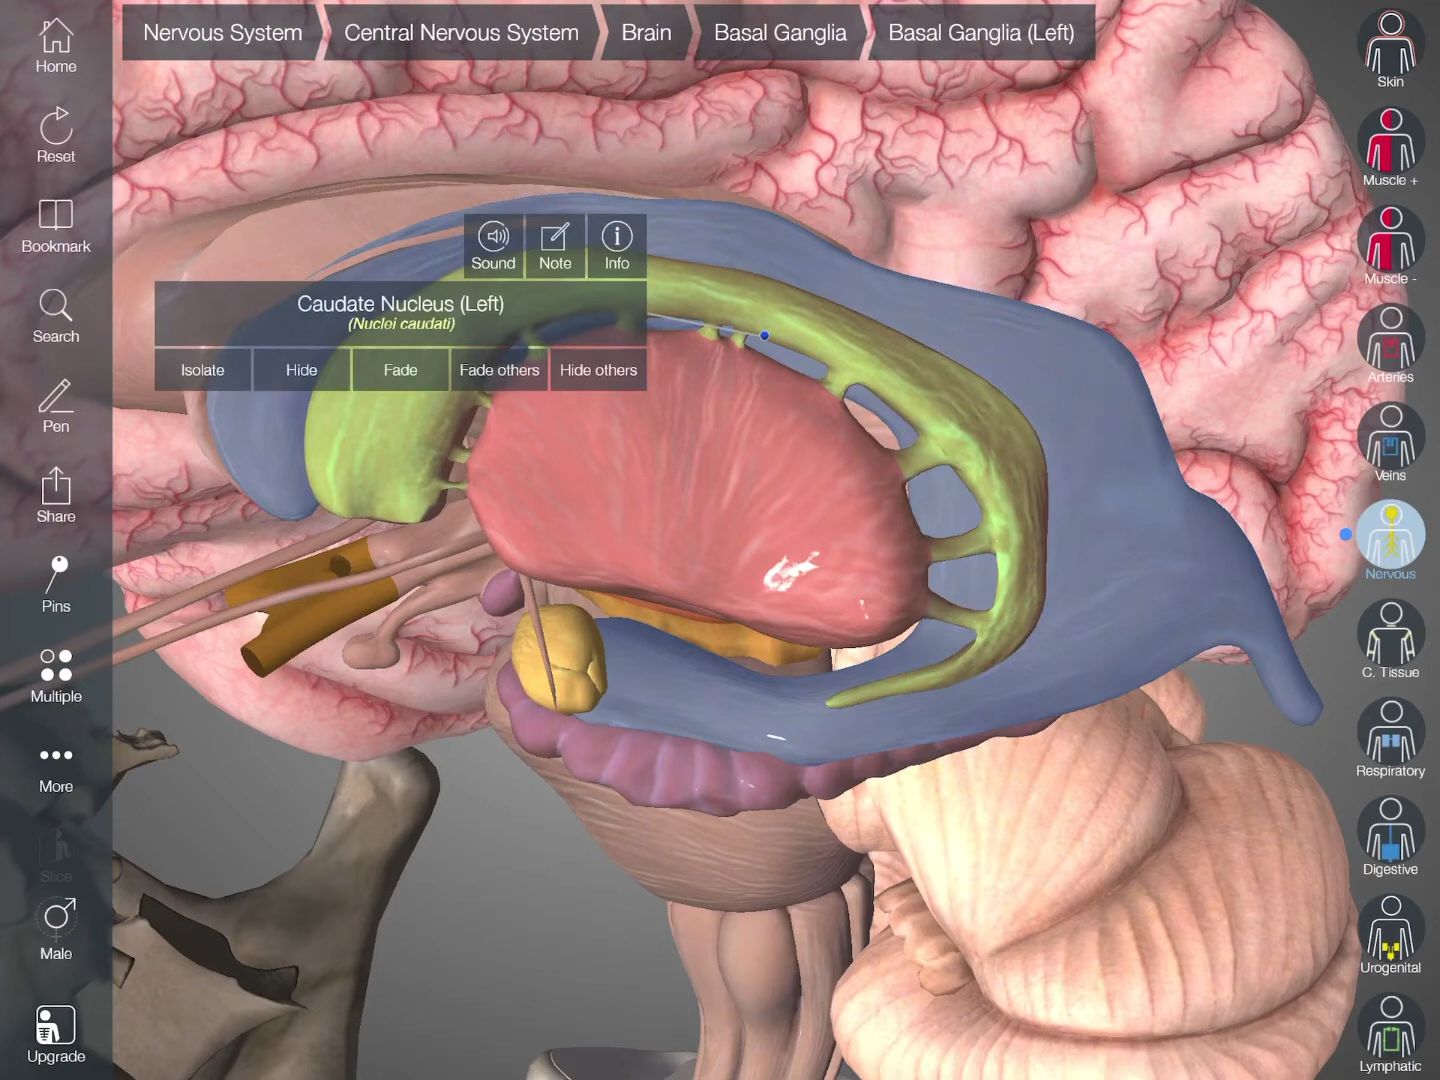 Nervous System
Central Nervous System
Brain
Basal Ganglia
Basal Ganglia (Left)
Home
Reset
Bookmark
Search
Pen
Share
Pins
Multiple
More
Slice
Male
Upgrade
Sound
Note
Info
Caudate Nucleus (Left)
(Nuclei caudati)
Isolate
Hide
Fade
Fade others
Hide others
Skin
Muscle +
Muscle -
Arteries
Veins
Nervous
C. Tissue
Respiratory
Digestive
Urogenital
Lymphatic